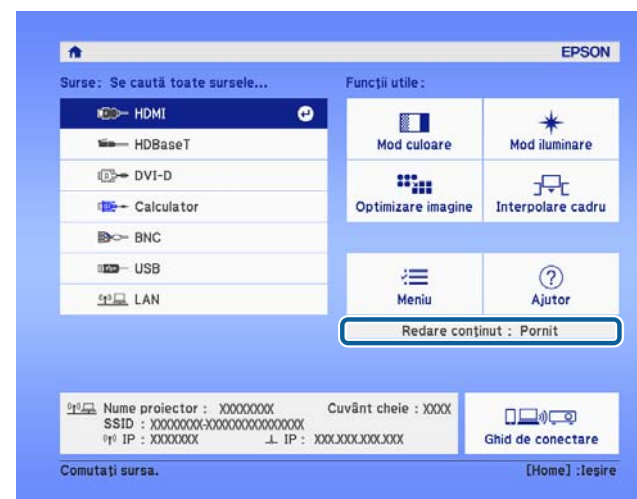 EPSON
Surse: Se caută toate sursele...
HDMI
HDBaseT
DVI-D
Calculator
BNC
USB
LAN
Funcții utile:
Mod culoare
Mod iluminare
Optimizare imagine
Interpolare cadru
Meniu
Ajutor
Redare conținut : Pornit
Nume proiector : XXXXXXXX Cuvânt cheie : XXXX
SSID : XXXXXXXX-XXXXXXXXXXXXXXX
IP : XXXXXXX IP : XXX.XXX.XXX.XXX
Ghid de conectare
Comutați sursa. [Home] :Ieşire